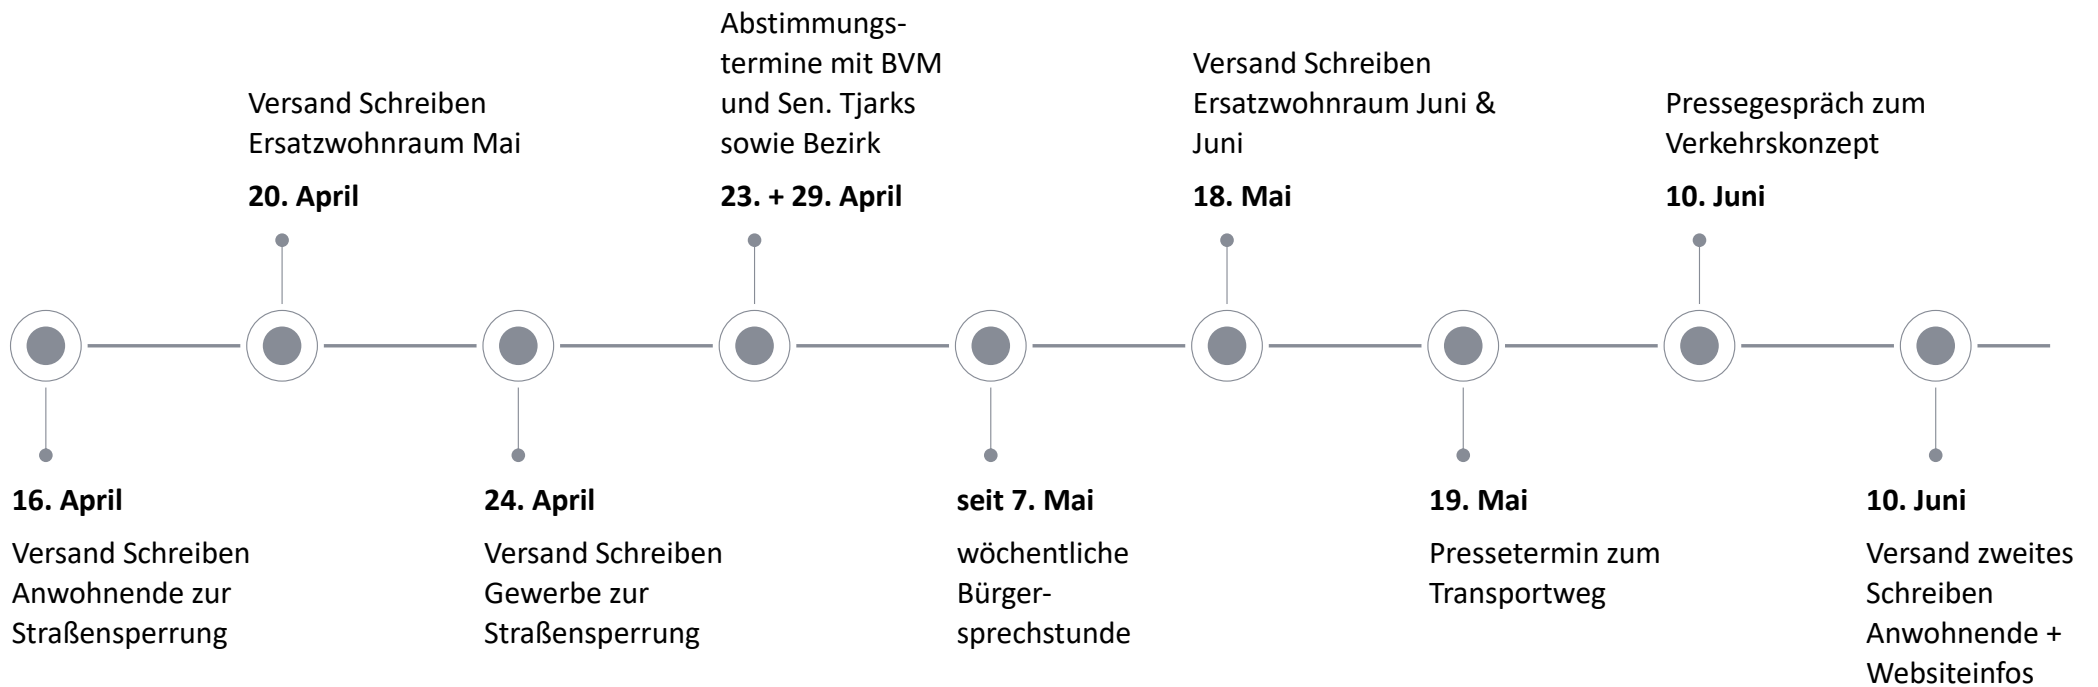 16. April
Versand Schreiben
Anwohnende zur
Straßensperrung
Versand Schreiben
Ersatzwohnraum Mai
20. April
24. April
Versand Schreiben
Gewerbe zur
Straßensperrung
Abstimmungs-
termine mit BVM
und Sen. Tjarks
sowie Bezirk
23. + 29. April
seit 7. Mai
wöchentliche
Bürger-
sprechstunde
Versand Schreiben
Ersatzwohnraum Juni &
Juni
18. Mai
19. Mai
Pressetermin zum
Transportweg
Pressegespräch zum
Verkehrskonzept
10. Juni
10. Juni
Versand zweites
Schreiben
Anwohnende +
Websiteinfos